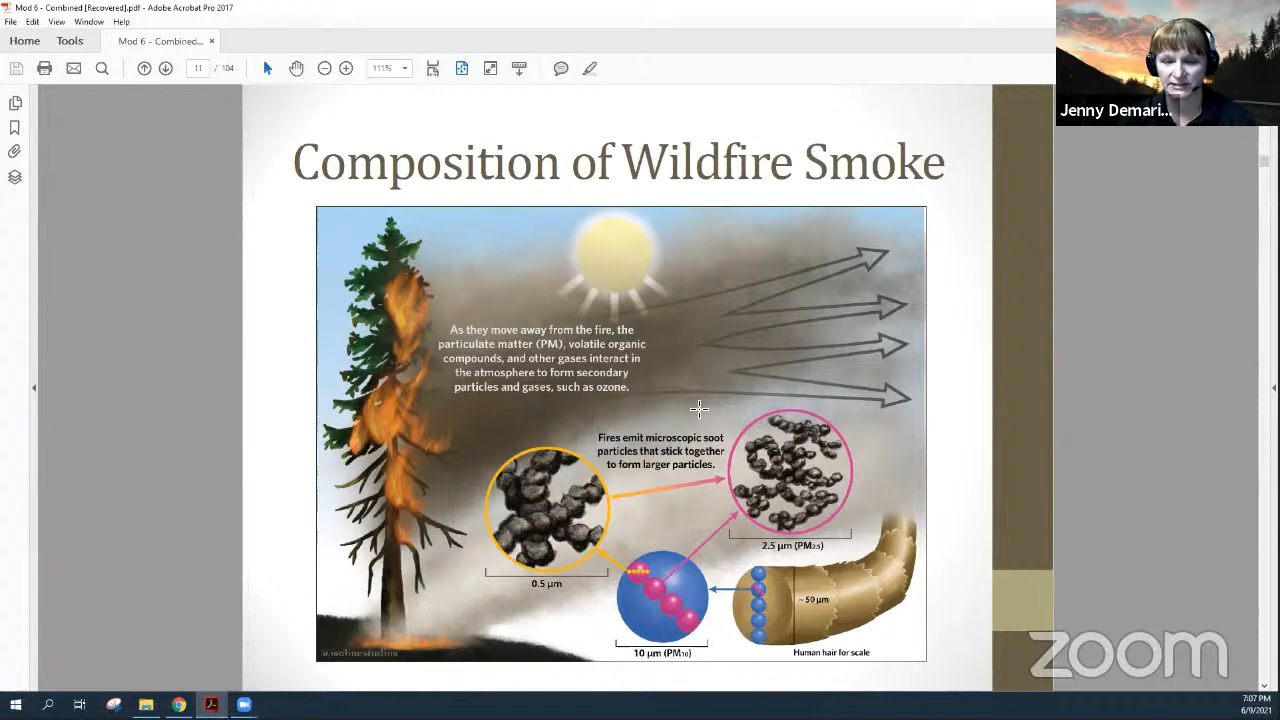 Mod 6 - Combined [Recovered].pdf - Adobe Acrobat Pro 2017
File Edit View Window Help
Home Tools Mod 6 - Combined... ×
11 / 104 111%
Jenny Demari...
Composition of Wildfire Smoke
As they move away from the fire, the
particulate matter (PM), volatile organic
compounds, and other gases interact in
the atmosphere to form secondary
particles and gases, such as ozone.
Fires emit microscopic soot
particles that stick together
to form larger particles.
2.5 µm (PM2.5)
0.5 µm
~ 50 µm
10 µm (PM10)
Human hair for scale
@isolinestudios
zoom
7:07 PM
6/9/2021